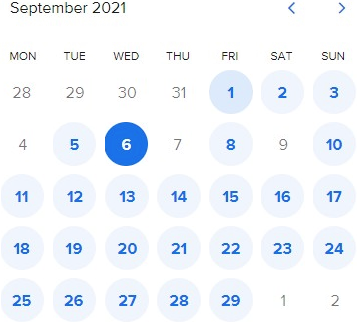 September 2021
MON TUE WED THU FRI SAT SUN
28 29 30 31 1 2 3
4 5 6 7 8 9 10
11 12 13 14 15 16 17
18 19 20 21 22 23 24
25 26 27 28 29 1 2